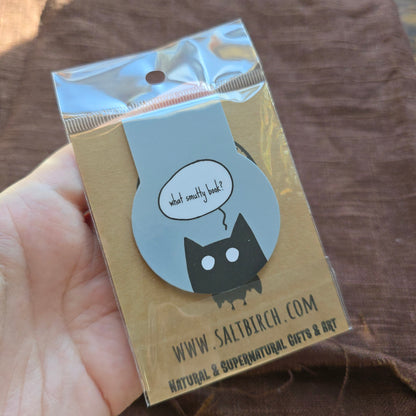 what smutty book?
WWW.SALTBIRCH.COM
NATURAL & SUPERNATURAL GIFTS & ART